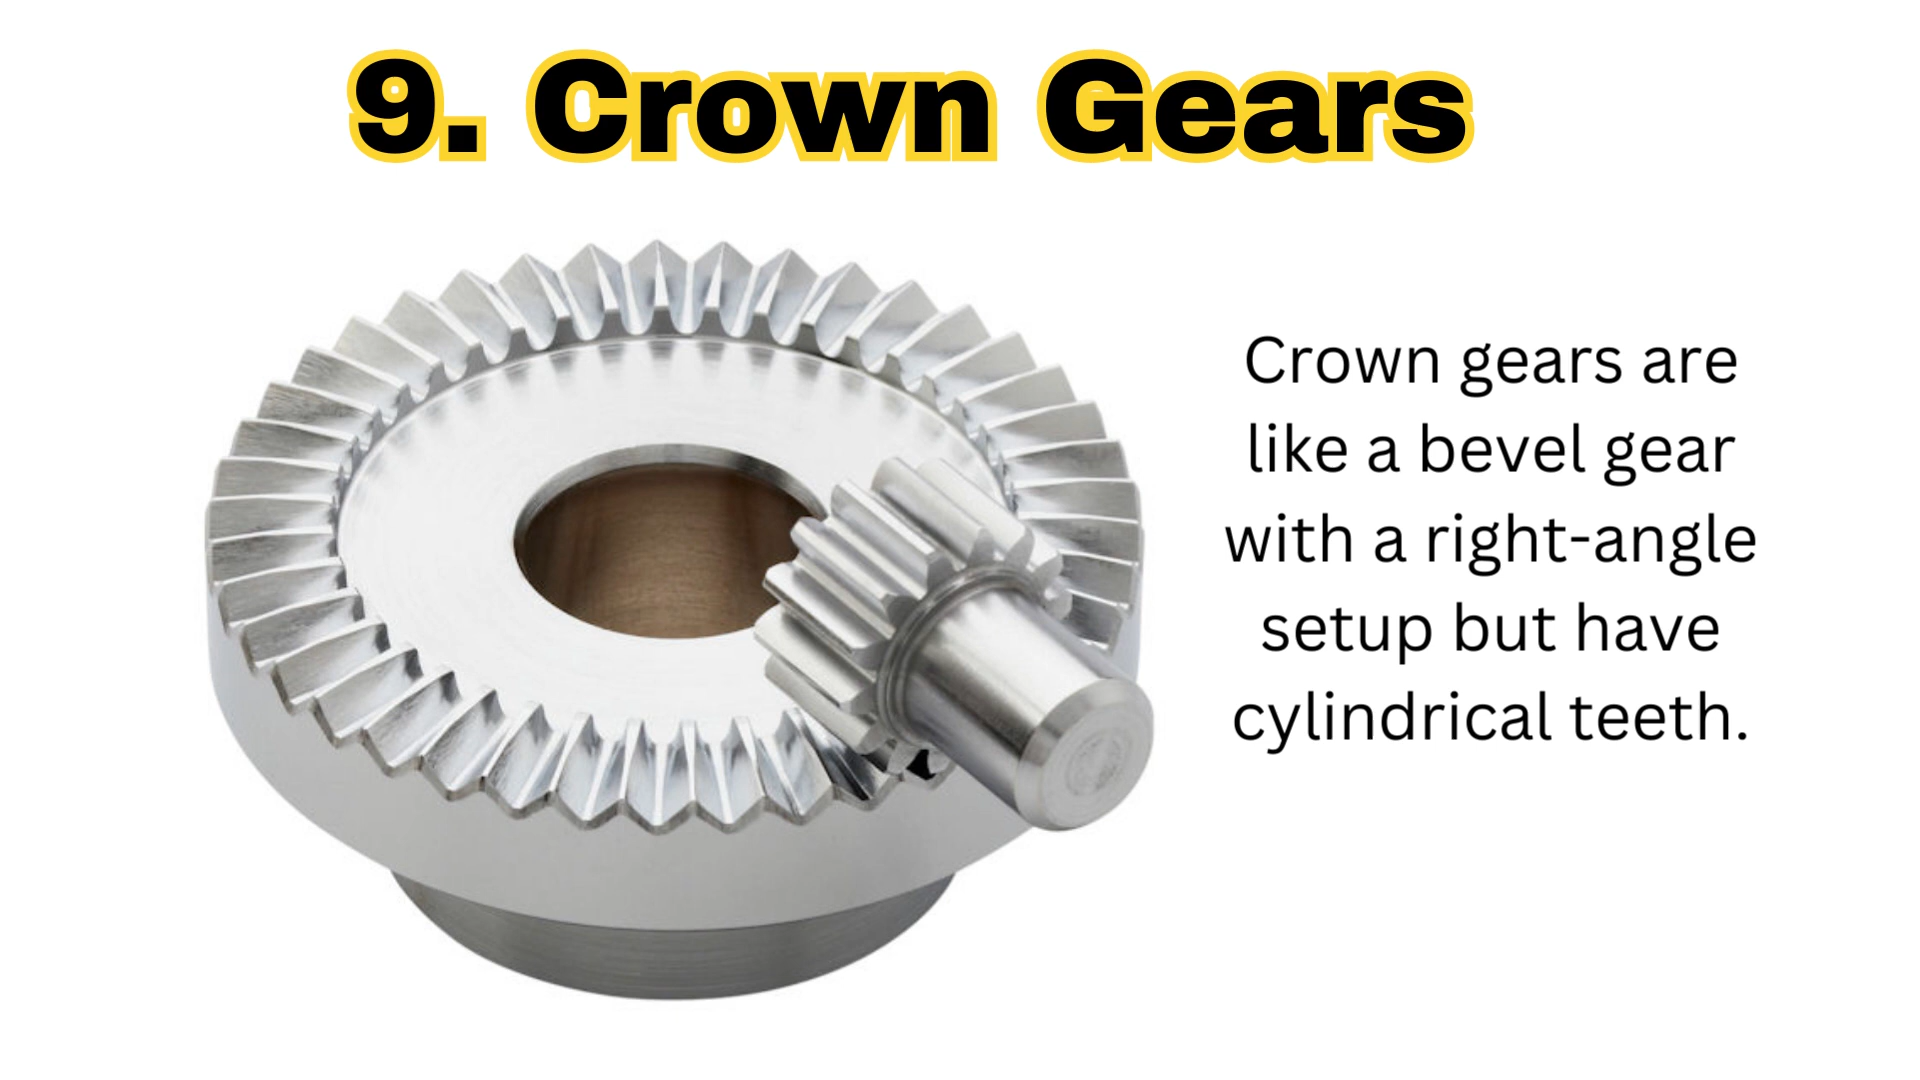 9. Crown Gears
Crown gears are
like a bevel gear
with a right-angle
setup but have
cylindrical teeth.